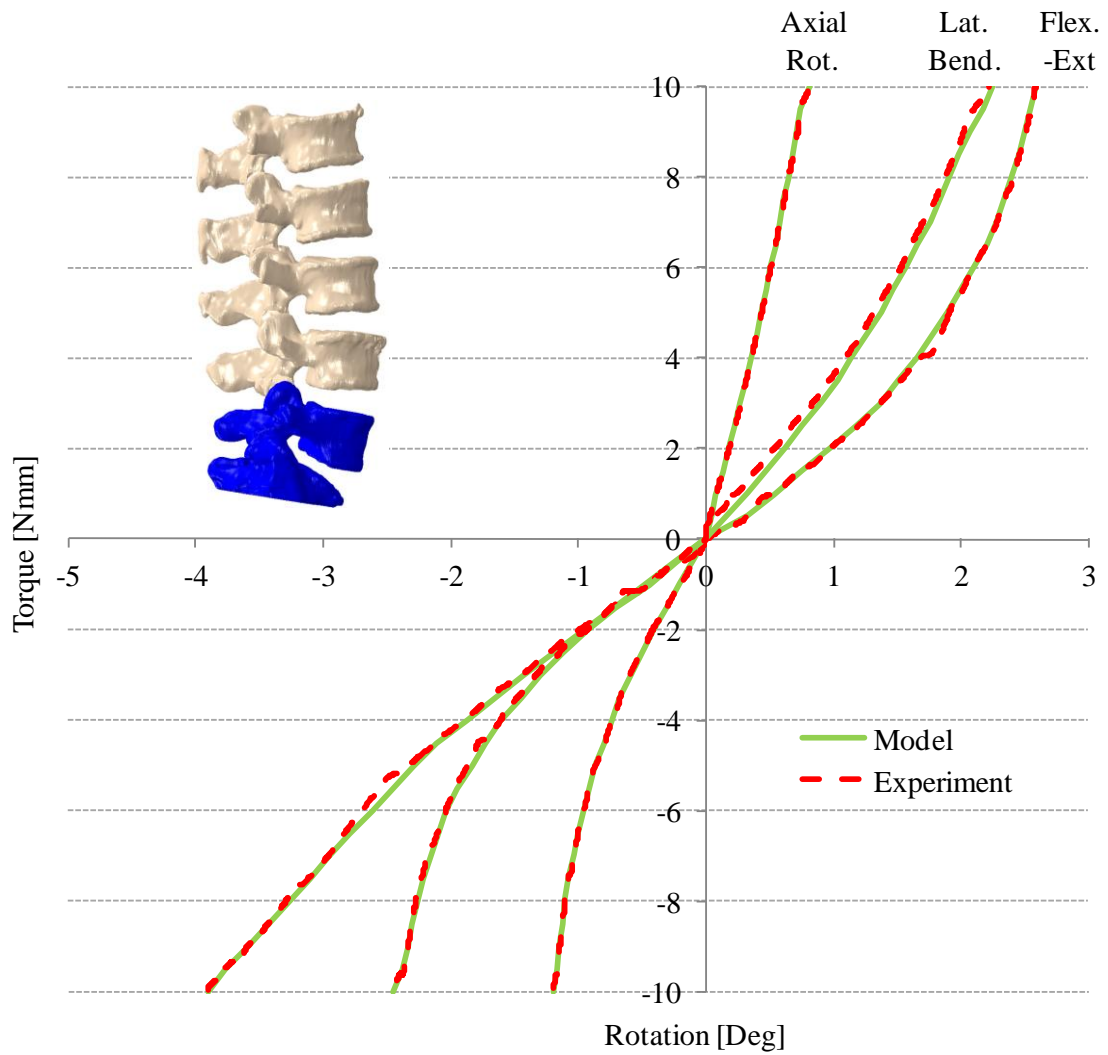 Axial Lat. Flex.
Rot. Bend. -Ext
10
8
6
4
2
0
-5 -4 -3 -2 -1 0 1 2 3
-2
-4
-6
-8
-10
Torque [Nmm]
Model
Experiment
Rotation [Deg]